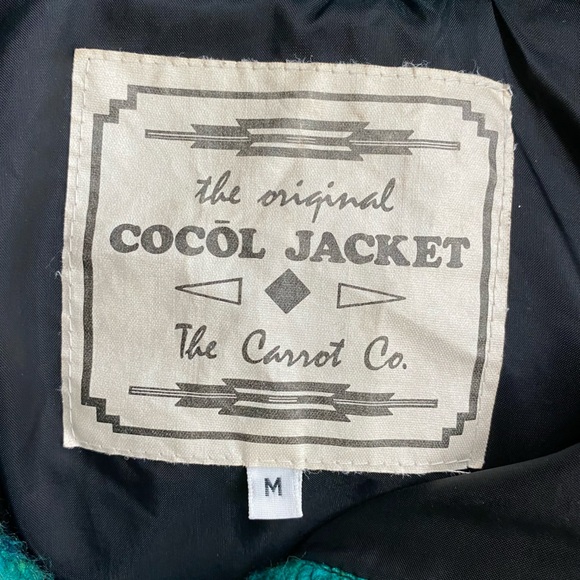 the original
COCŌL JACKET
The Carrot Co.
M